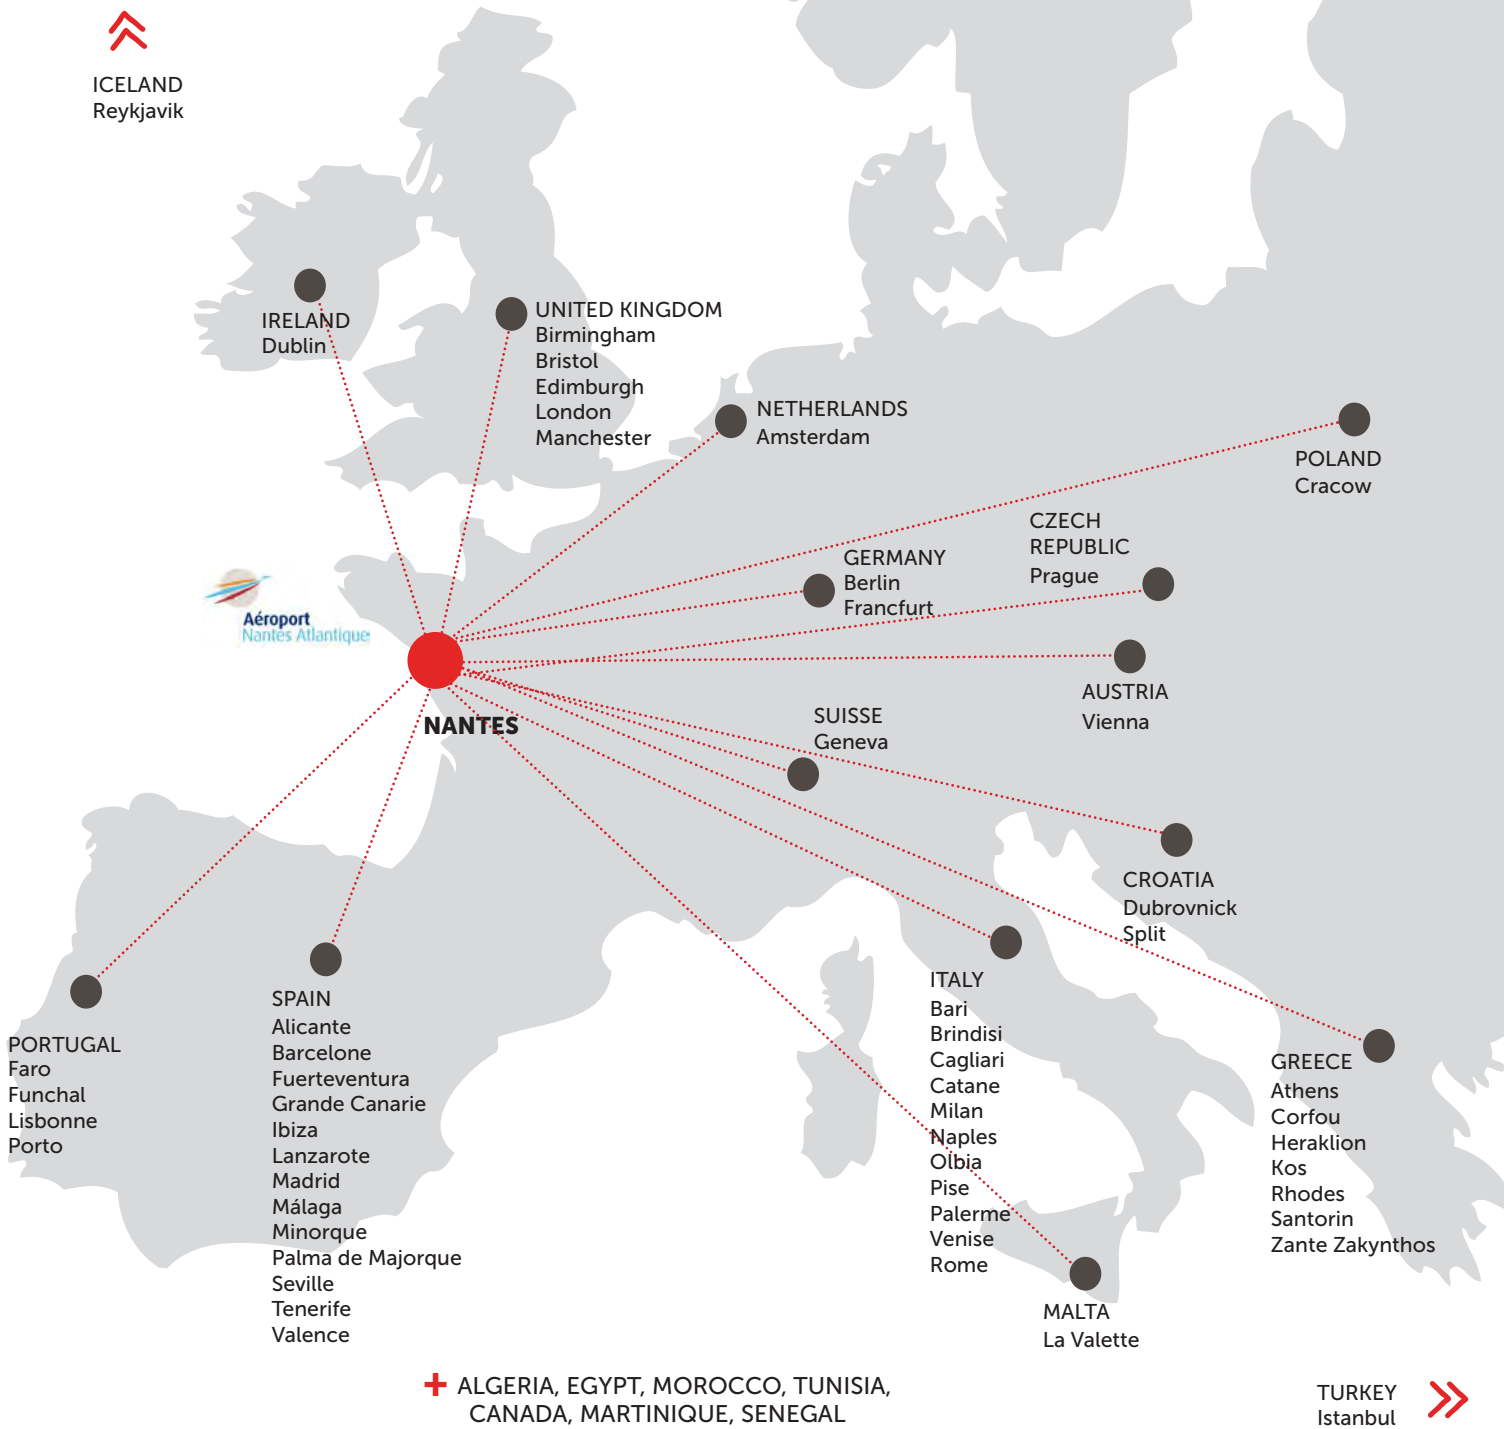 ICELAND
Reykjavik
IRELAND
Dublin
UNITED KINGDOM
Birmingham
Bristol
Edimburgh
London
Manchester
NETHERLANDS
Amsterdam
POLAND
Cracow
CZECH
REPUBLIC
Prague
GERMANY
Berlin
Francfurt
Aéroport
Nantes Atlantique
AUSTRIA
Vienna
NANTES
SUISSE
Geneva
CROATIA
Dubrovnick
Split
ITALY
Bari
Brindisi
Cagliari
Catane
Milan
Naples
Olbia
Pise
Palerme
Venise
Rome
SPAIN
Alicante
Barcelone
Fuerteventura
Grande Canarie
Ibiza
Lanzarote
Madrid
Málaga
Minorque
Palma de Majorque
Seville
Tenerife
Valence
PORTUGAL
Faro
Funchal
Lisbonne
Porto
GREECE
Athens
Corfou
Heraklion
Kos
Rhodes
Santorin
Zante Zakynthos
MALTA
La Valette
+ ALGERIA, EGYPT, MOROCCO, TUNISIA,
CANADA, MARTINIQUE, SENEGAL
TURKEY
Istanbul